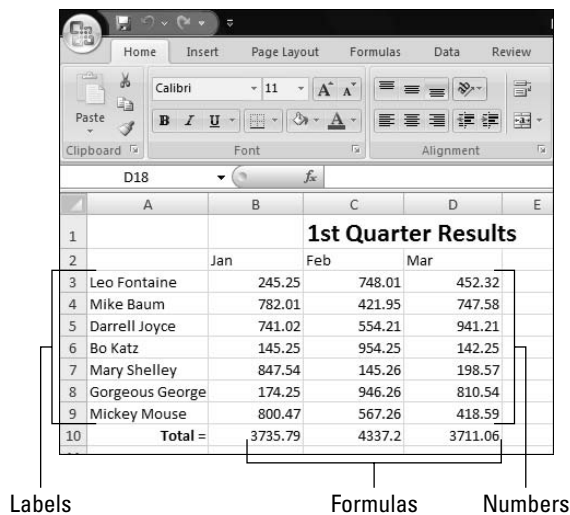 Home Insert Page Layout Formulas Data Review
Calibri 11 A A
Paste B I U A
Clipboard Font Alignment
D18 fx
A B C D E
1 1st Quarter Results
2 Jan Feb Mar
3 Leo Fontaine 245.25 748.01 452.32
4 Mike Baum 782.01 421.95 747.58
5 Darrell Joyce 741.02 554.21 941.21
6 Bo Katz 145.25 954.25 142.25
7 Mary Shelley 847.54 145.26 198.57
8 Gorgeous George 174.25 946.26 810.54
9 Mickey Mouse 800.47 567.26 418.59
10 Total = 3735.79 4337.2 3711.06
Labels Formulas Numbers